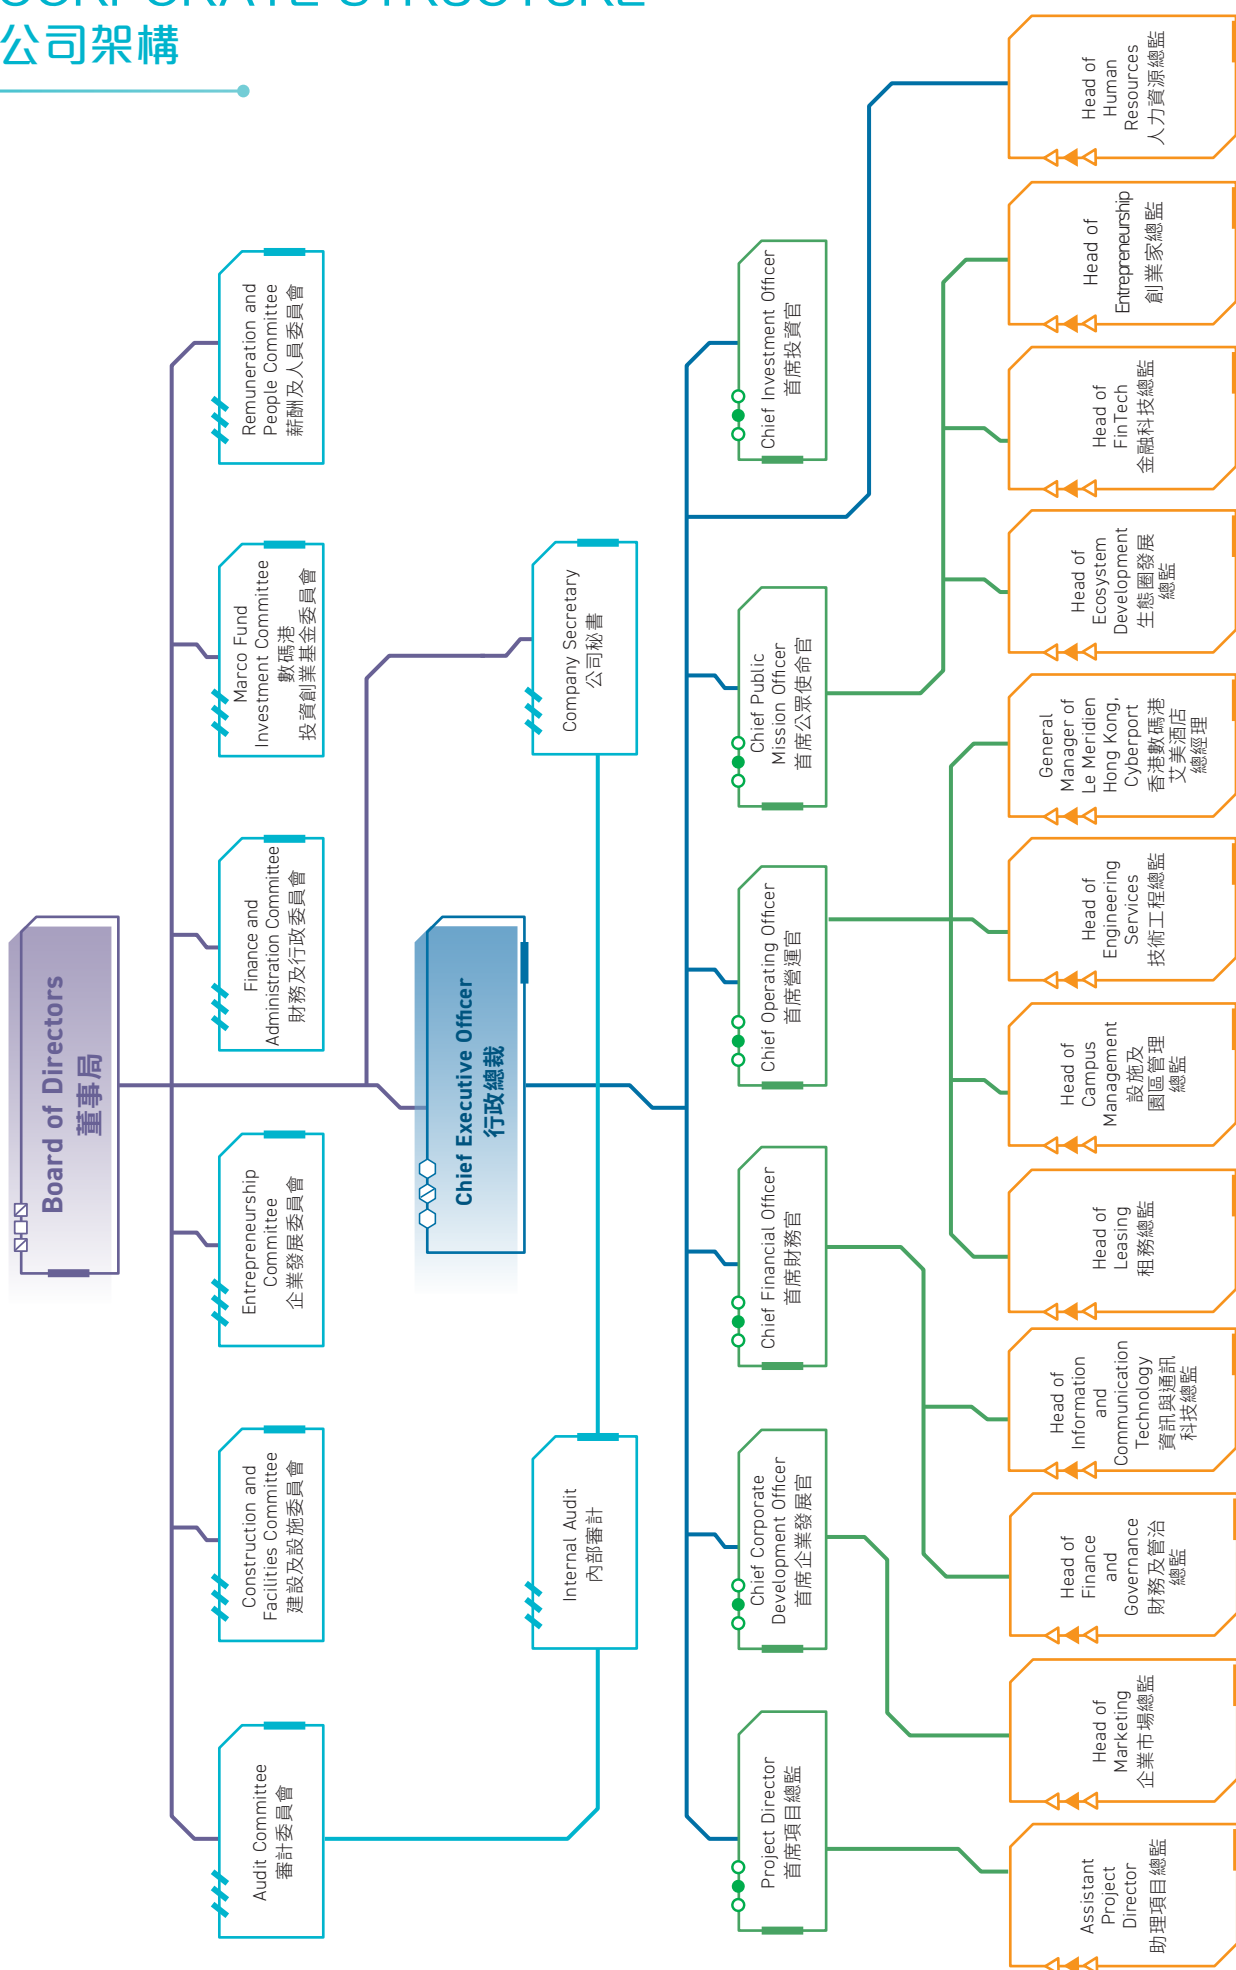 CORPORATE STRUCTURE
公司架構
Board of Directors
董事局
Audit Committee
審計委員會
Construction and
Facilities Committee
建設及設施委員會
Entrepreneurship
Committee
企業發展委員會
Finance and
Administration Committee
財務及行政委員會
Marco Fund
Investment Committee
數碼港
投資創業基金委員會
Remuneration and
People Committee
薪酬及人員委員會
Chief Executive Officer
行政總裁
Internal Audit
內部審計
Company Secretary
公司秘書
Project Director
首席項目總監
Chief Corporate
Development Officer
首席企業發展官
Chief Financial Officer
首席財務官
Chief Operating Officer
首席營運官
Chief Public
Mission Officer
首席公眾使命官
Chief Investment Officer
首席投資官
Assistant
Project
Director
助理項目總監
Head of
Marketing
企業市場總監
Head of
Finance
and
Governance
財務及管治
總監
Head of
Information
and
Communication
Technology
資訊與通訊
科技總監
Head of
Leasing
租務總監
Head of
Campus
Management
設施及
園區管理
總監
Head of
Engineering
Services
技術工程總監
General
Manager of
Le Meridien
Hong Kong,
Cyberport
香港數碼港
艾美酒店
總經理
Head of
Ecosystem
Development
生態圈發展
總監
Head of
FinTech
金融科技總監
Head of
Entrepreneurship
創業家總監
Head of
Human
Resources
人力資源總監